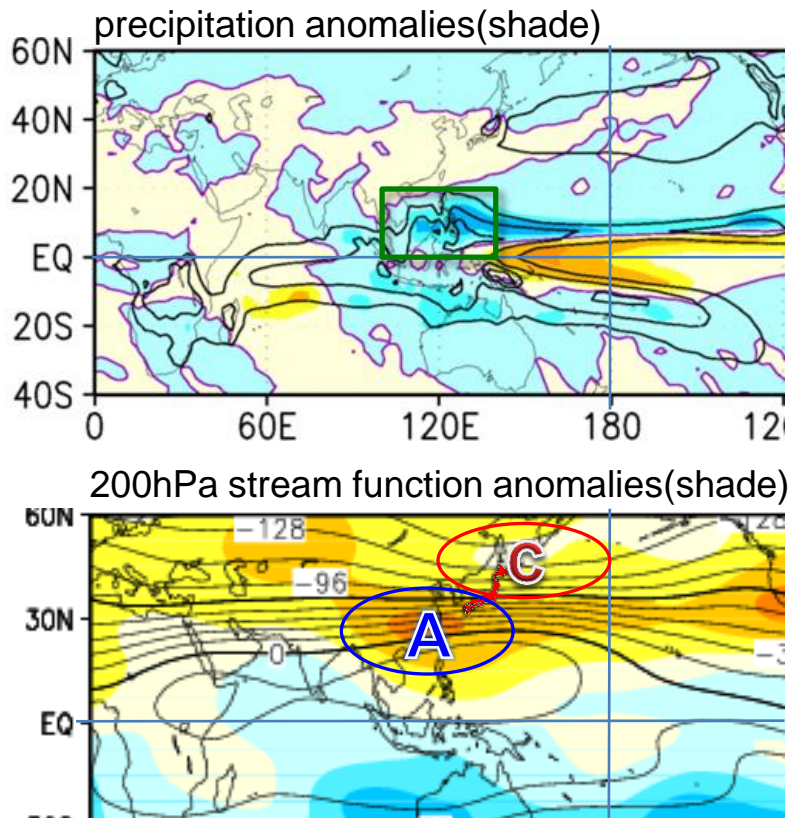 precipitation anomalies(shade)
60N
40N
20N
EQ
20S
40S
0 60E 120E 180
200hPa stream function anomalies(shade)
60N
-128
C
-96
30N
A
0
EQ